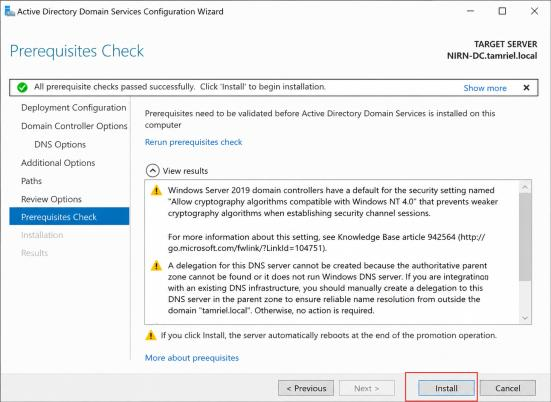 Active Directory Domain Services Configuration Wizard
Prerequisites Check
TARGET SERVER
NIRN-DC.tamriel.local
All prerequisite checks passed successfully. Click 'Install' to begin installation.
Show more
Deployment Configuration
Domain Controller Options
DNS Options
Additional Options
Paths
Review Options
Prerequisites Check
Installation
Results
Prerequisites need to be validated before Active Directory Domain Services is installed on this
computer
Rerun prerequisites check
View results
Windows Server 2019 domain controllers have a default for the security setting named
"Allow cryptography algorithms compatible with Windows NT 4.0" that prevents weaker
cryptography algorithms when establishing security channel sessions.
For more information about this setting, see Knowledge Base article 942564 (http://
go.microsoft.com/fwlink/?LinkId=104751).
A delegation for this DNS server cannot be created because the authoritative parent
zone cannot be found or it does not run Windows DNS server. If you are integrating
with an existing DNS infrastructure, you should manually create a delegation to this
DNS server in the parent zone to ensure reliable name resolution from outside the
domain "tamriel.local". Otherwise, no action is required.
If you click Install, the server automatically reboots at the end of the promotion operation.
More about preequisites
< Previous
Next >
Install
Cancel